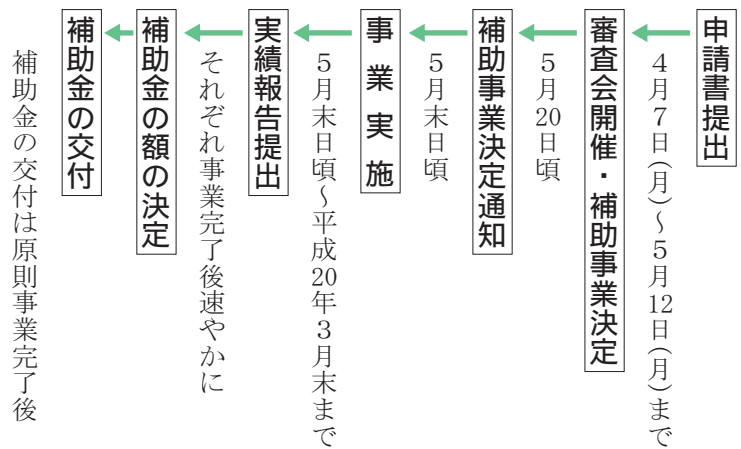 申請書提出
４月７日(月)～５月12日(月)まで
審査会開催・補助事業決定
５月20日頃
補助事業決定通知
５月末日頃
事業実施
５月末日頃～平成20年３月末まで
実績報告提出
それぞれ事業完了後速やかに
補助金の額の決定
補助金の交付
補助金の交付は原則事業完了後